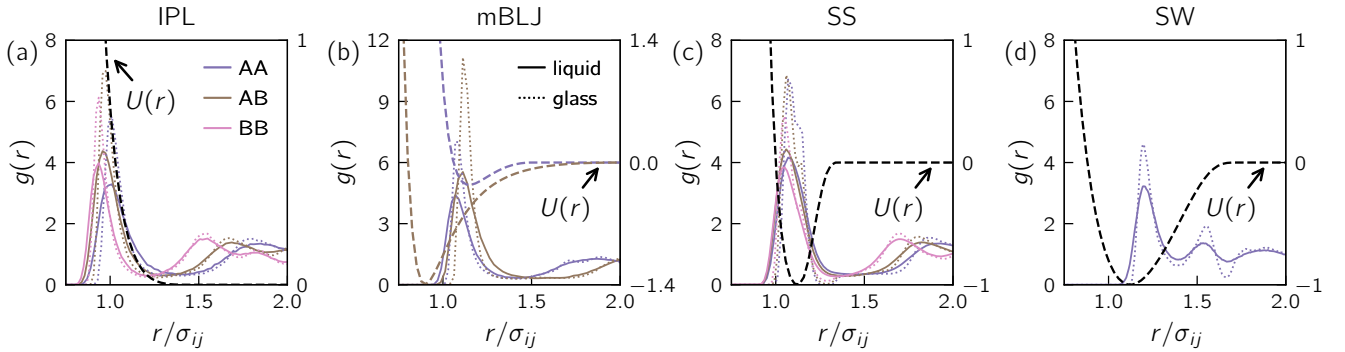 IPL
mBLJ
SS
SW
(a)
8
6
4
2
0
g(r)
1
0
U(r)
AA
AB
BB
1.0
1.5
2.0
r/σij
(b)
12
9
6
3
0
g(r)
1.4
0.0
−1.4
liquid
glass
U(r)
1.0
1.5
2.0
r/σij
(c)
8
6
4
2
0
g(r)
1
0
−1
U(r)
1.0
1.5
2.0
r/σij
(d)
8
6
4
2
0
g(r)
1
0
−1
U(r)
1.0
1.5
2.0
r/σij